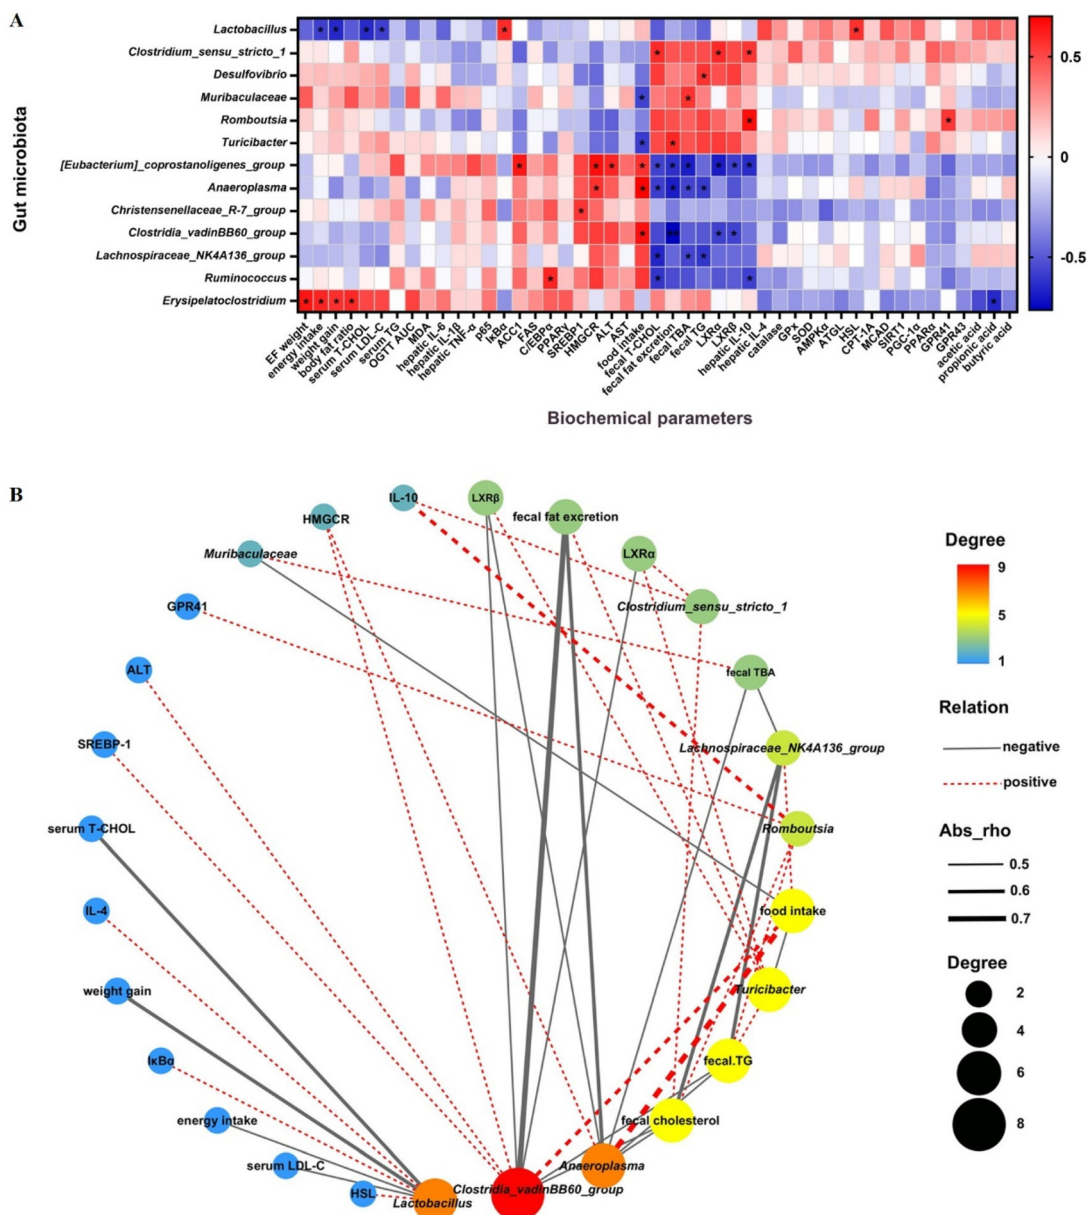 A
Gut microbiota
Lactobacillus
Clostridium_sensu_stricto_1
Desulfovibrio
Muribaculaceae
Romboutsia
Turicibacter
[Eubacterium]_coprostanoligenes_group
Anaeroplasma
Christensenellaceae_R-7_group
Clostridia_vadinBB60_group
Lachnospiraceae_NK4A136_group
Ruminococcus
Erysipelatoclostridium
0.5
0
-0.5
EF weight
energy intake
weight gain
body fat ratio
serum T-CHOL
serum LDL-C
serum TG
OGTT AUC
MDA
hepatic IL-6
hepatic IL-1β
hepatic TNF-α
p65
IκBα
ACC1
FAS
C/EBPα
PPARγ
SREBP1
HMGCR
ALT
AST
food intake
fecal T-CHOL
fecal fat excretion
fecal TBA
fecal TG
LXRα
LXRβ
hepatic IL-10
hepatic IL-4
catalase
GPx
SOD
AMPKα
ATGL
HSL
CPT-1A
MCAD
SIRT1
PGC-1α
PPARα
GPR41
GPR43
acetic acid
propionic acid
butyric acid
Biochemical parameters
B
IL-10
LXRβ
fecal fat excretion
HMGCR
LXRα
Muribaculaceae
Clostridium_sensu_stricto_1
GPR41
fecal TBA
ALT
Lachnospiraceae_NK4A136_group
SREBP-1
Romboutsia
serum T-CHOL
food intake
IL-4
Turicibacter
weight gain
fecal.TG
IκBα
fecal cholesterol
energy intake
Anaeroplasma
serum LDL-C
Clostridia_vadinBB60_group
HSL
Lactobacillus
Degree
9
5
1
Relation
negative
positive
Abs_rho
0.5
0.6
0.7
Degree
2
4
6
8